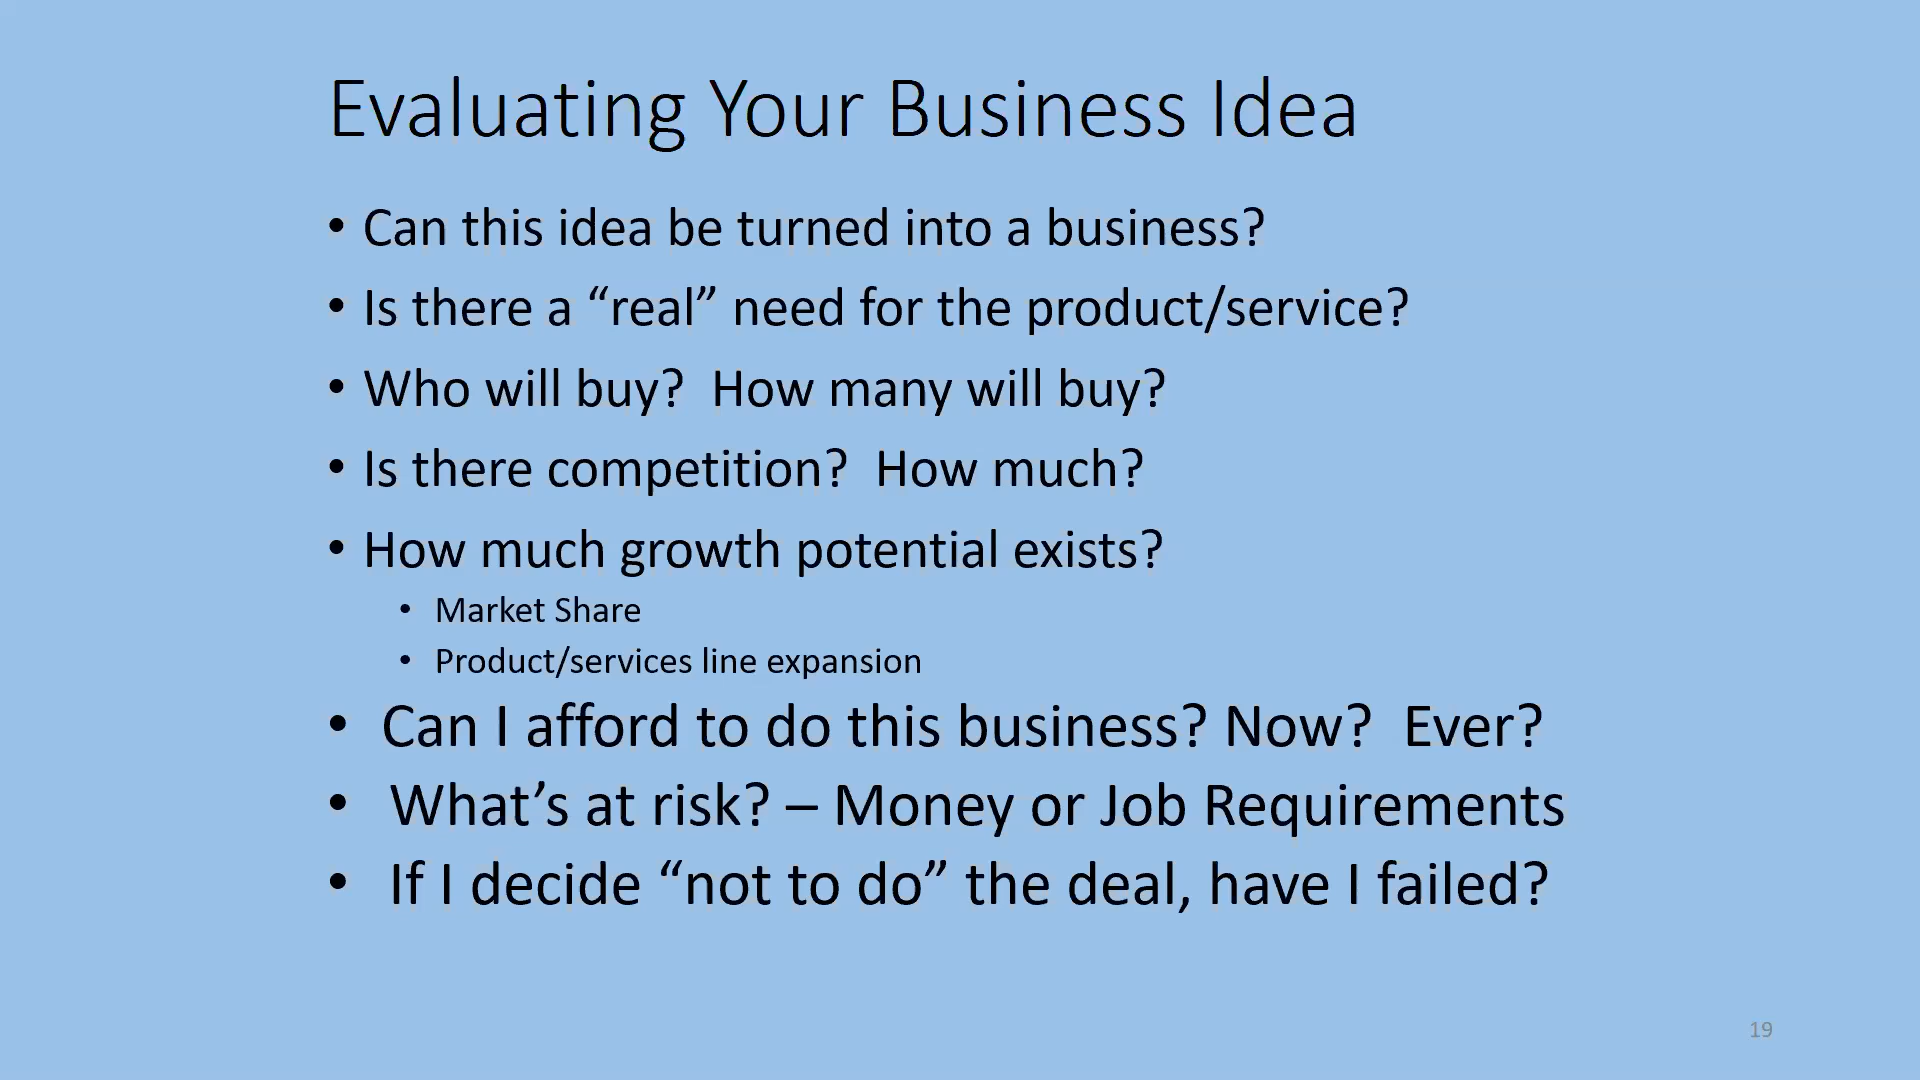 Evaluating Your Business Idea
• Can this idea be turned into a business?
• Is there a “real” need for the product/service?
• Who will buy?  How many will buy?
• Is there competition?  How much?
• How much growth potential exists?
• Market Share
• Product/services line expansion
• Can I afford to do this business? Now?  Ever?
• What’s at risk? – Money or Job Requirements
• If I decide “not to do” the deal, have I failed?
19